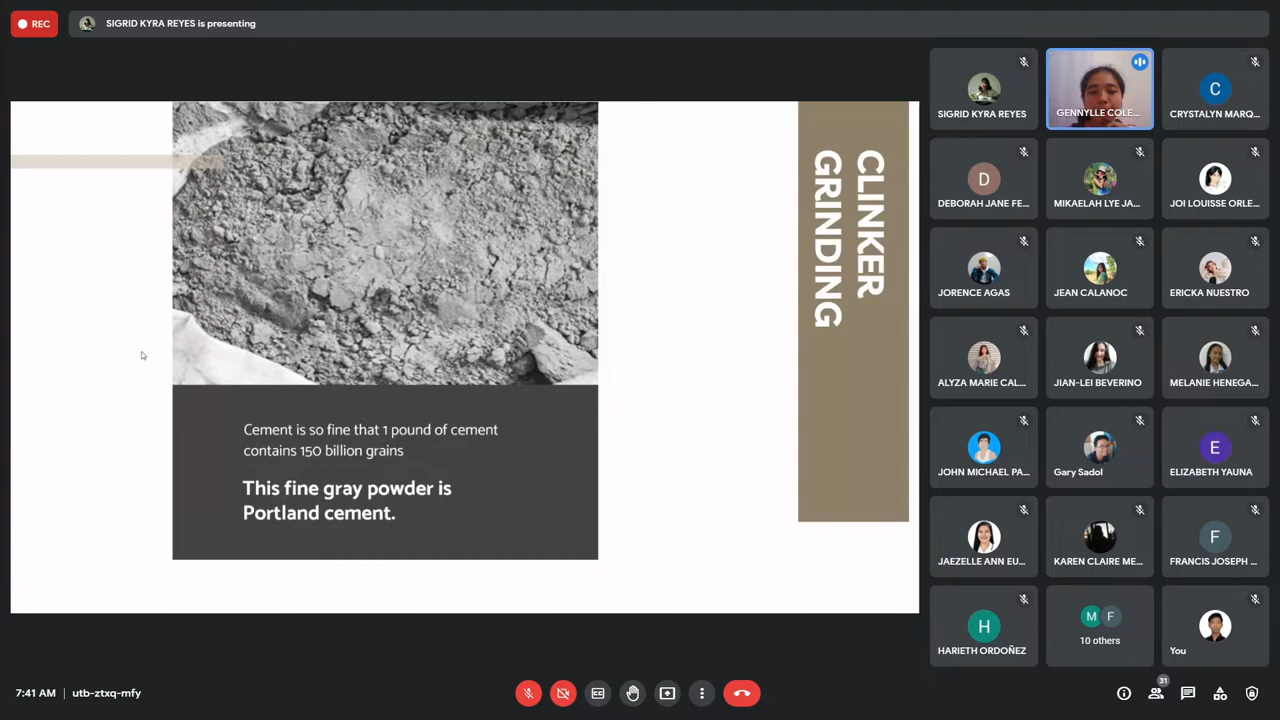 REC
SIGRID KYRA REYES is presenting
CLINKER
GRINDING
Cement is so fine that 1 pound of cement
contains 150 billion grains
This fine gray powder is
Portland cement.
SIGRID KYRA REYES
GENNYLLE COLE...
CRYSTALYN MARQ...
C
D
DEBORAH JANE FE...
MIKAELAH LYE JA...
JOI LOUISSE ORLE...
JORENCE AGAS
JEAN CALANOC
ERICKA NUESTRO
ALYZA MARIE CAL...
JIAN-LEI BEVERINO
MELANIE HENEGA...
JOHN MICHAEL PA...
Gary Sadol
E
ELIZABETH YAUNA
JAEZELLE ANN EU...
KAREN CLAIRE ME...
F
FRANCIS JOSEPH ...
H
HARIETH ORDOÑEZ
M F
10 others
You
7:41 AM | utb-ztxq-mfy
31